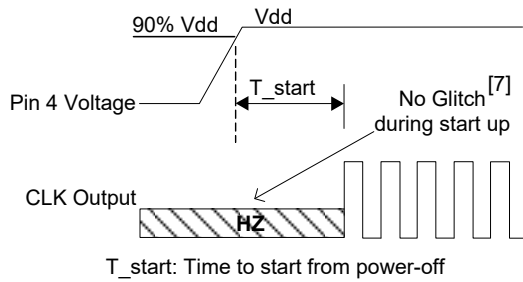 90% Vdd
Vdd
T_start
Pin 4 Voltage
No Glitch [7]
during start up
CLK Output
HZ
T_start: Time to start from power-off